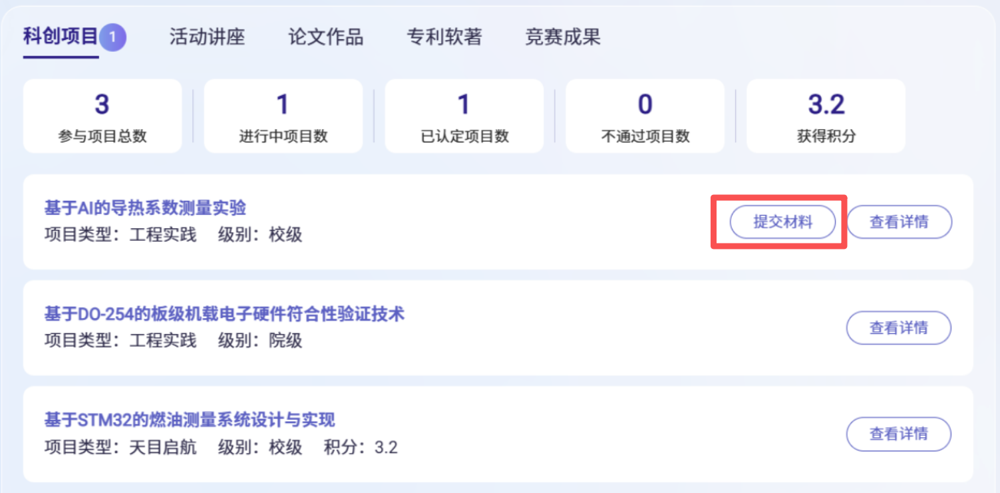 科创项目 1 活动讲座 论文作品 专利软著 竞赛成果
3 1 1 0 3.2
参与项目总数 进行中项目数 已认定项目数 不通过项目数 获得积分
基于AI的导热系数测量实验
项目类型：工程实践 级别：校级
提交材料 查看详情
基于DO-254的板级机载电子硬件符合性验证技术
项目类型：工程实践 级别：院级
查看详情
基于STM32的燃油测量系统设计与实现
项目类型：天目启航 级别：校级 积分：3.2
查看详情